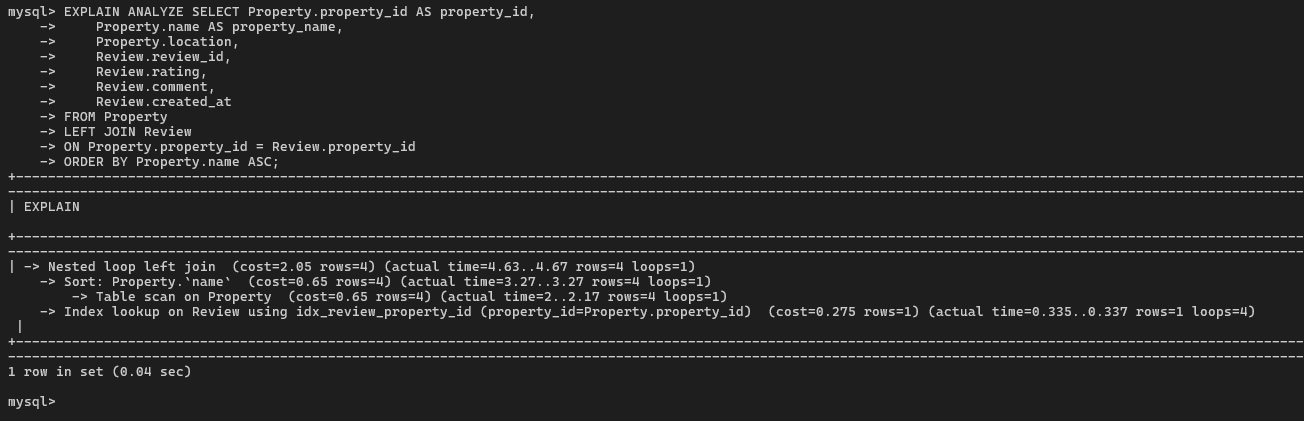 mysql> EXPLAIN ANALYZE SELECT Property.property_id AS property_id,
    ->     Property.name AS property_name,
    ->     Property.location,
    ->     Review.review_id,
    ->     Review.rating,
    ->     Review.comment,
    ->     Review.created_at
    -> FROM Property
    -> LEFT JOIN Review
    -> ON Property.property_id = Review.property_id
    -> ORDER BY Property.name ASC;
| EXPLAIN
| -> Nested loop left join  (cost=2.05 rows=4) (actual time=4.63..4.67 rows=4 loops=1)
    -> Sort: Property.`name`  (cost=0.65 rows=4) (actual time=3.27..3.27 rows=4 loops=1)
        -> Table scan on Property  (cost=0.65 rows=4) (actual time=2..2.17 rows=4 loops=1)
    -> Index lookup on Review using idx_review_property_id (property_id=Property.property_id)  (cost=0.275 rows=1) (actual time=0.335..0.337 rows=1 loops=4)
 |
1 row in set (0.04 sec)
mysql>